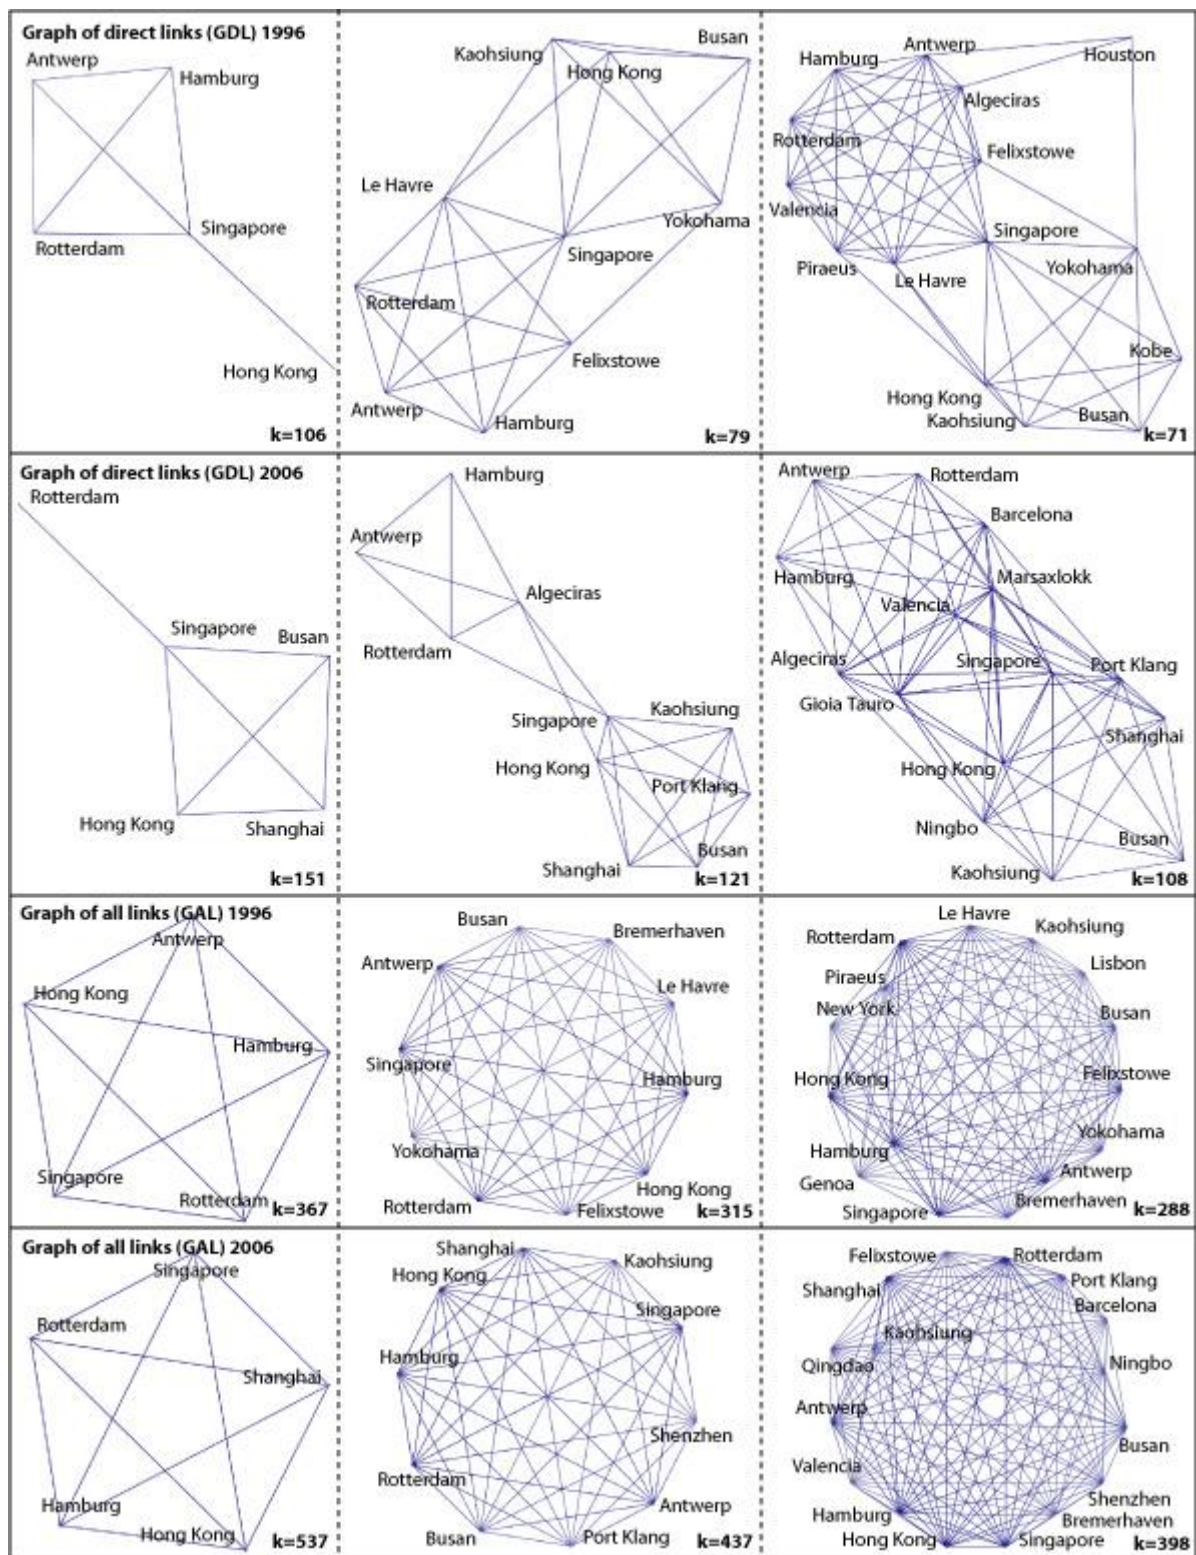 Graph of direct links (GDL) 1996
Antwerp
Hamburg
Rotterdam
Singapore
Hong Kong
k=106
Kaohsiung
Busan
Hong Kong
Le Havre
Yokohama
Singapore
Rotterdam
Felixstowe
Antwerp
Hamburg
k=79
Antwerp
Hamburg
Houston
Algeciras
Rotterdam
Felixstowe
Valencia
Singapore
Piraeus
Le Havre
Yokohama
Kobe
Hong Kong
Kaohsiung
Busan
k=71
Graph of direct links (GDL) 2006
Rotterdam
Singapore
Busan
Hong Kong
Shanghai
k=151
Hamburg
Antwerp
Algeciras
Rotterdam
Singapore
Kaohsiung
Hong Kong
Port Klang
Shanghai
Busan
k=121
Antwerp
Rotterdam
Barcelona
Hamburg
Marsaxlokk
Valencia
Algeciras
Singapore
Port Klang
Gioia Tauro
Shanghai
Hong Kong
Ningbo
Busan
Kaohsiung
k=108
Graph of all links (GAL) 1996
Antwerp
Hong Kong
Hamburg
Singapore
Rotterdam
k=367
Busan
Bremerhaven
Antwerp
Le Havre
Singapore
Hamburg
Yokohama
Rotterdam
Hong Kong
Felixstowe
k=315
Le Havre
Rotterdam
Kaohsiung
Piraeus
Lisbon
New York
Busan
Hong Kong
Felixstowe
Hamburg
Yokohama
Genoa
Antwerp
Singapore
Bremerhaven
k=288
Graph of all links (GAL) 2006
Singapore
Rotterdam
Shanghai
Hamburg
Hong Kong
k=537
Shanghai
Kaohsiung
Hong Kong
Singapore
Hamburg
Shenzhen
Rotterdam
Antwerp
Busan
Port Klang
k=437
Felixstowe
Rotterdam
Shanghai
Port Klang
Barcelona
Kaohsiung
Qingdao
Ningbo
Antwerp
Busan
Valencia
Shenzhen
Hamburg
Bremerhaven
Hong Kong
Singapore
k=398